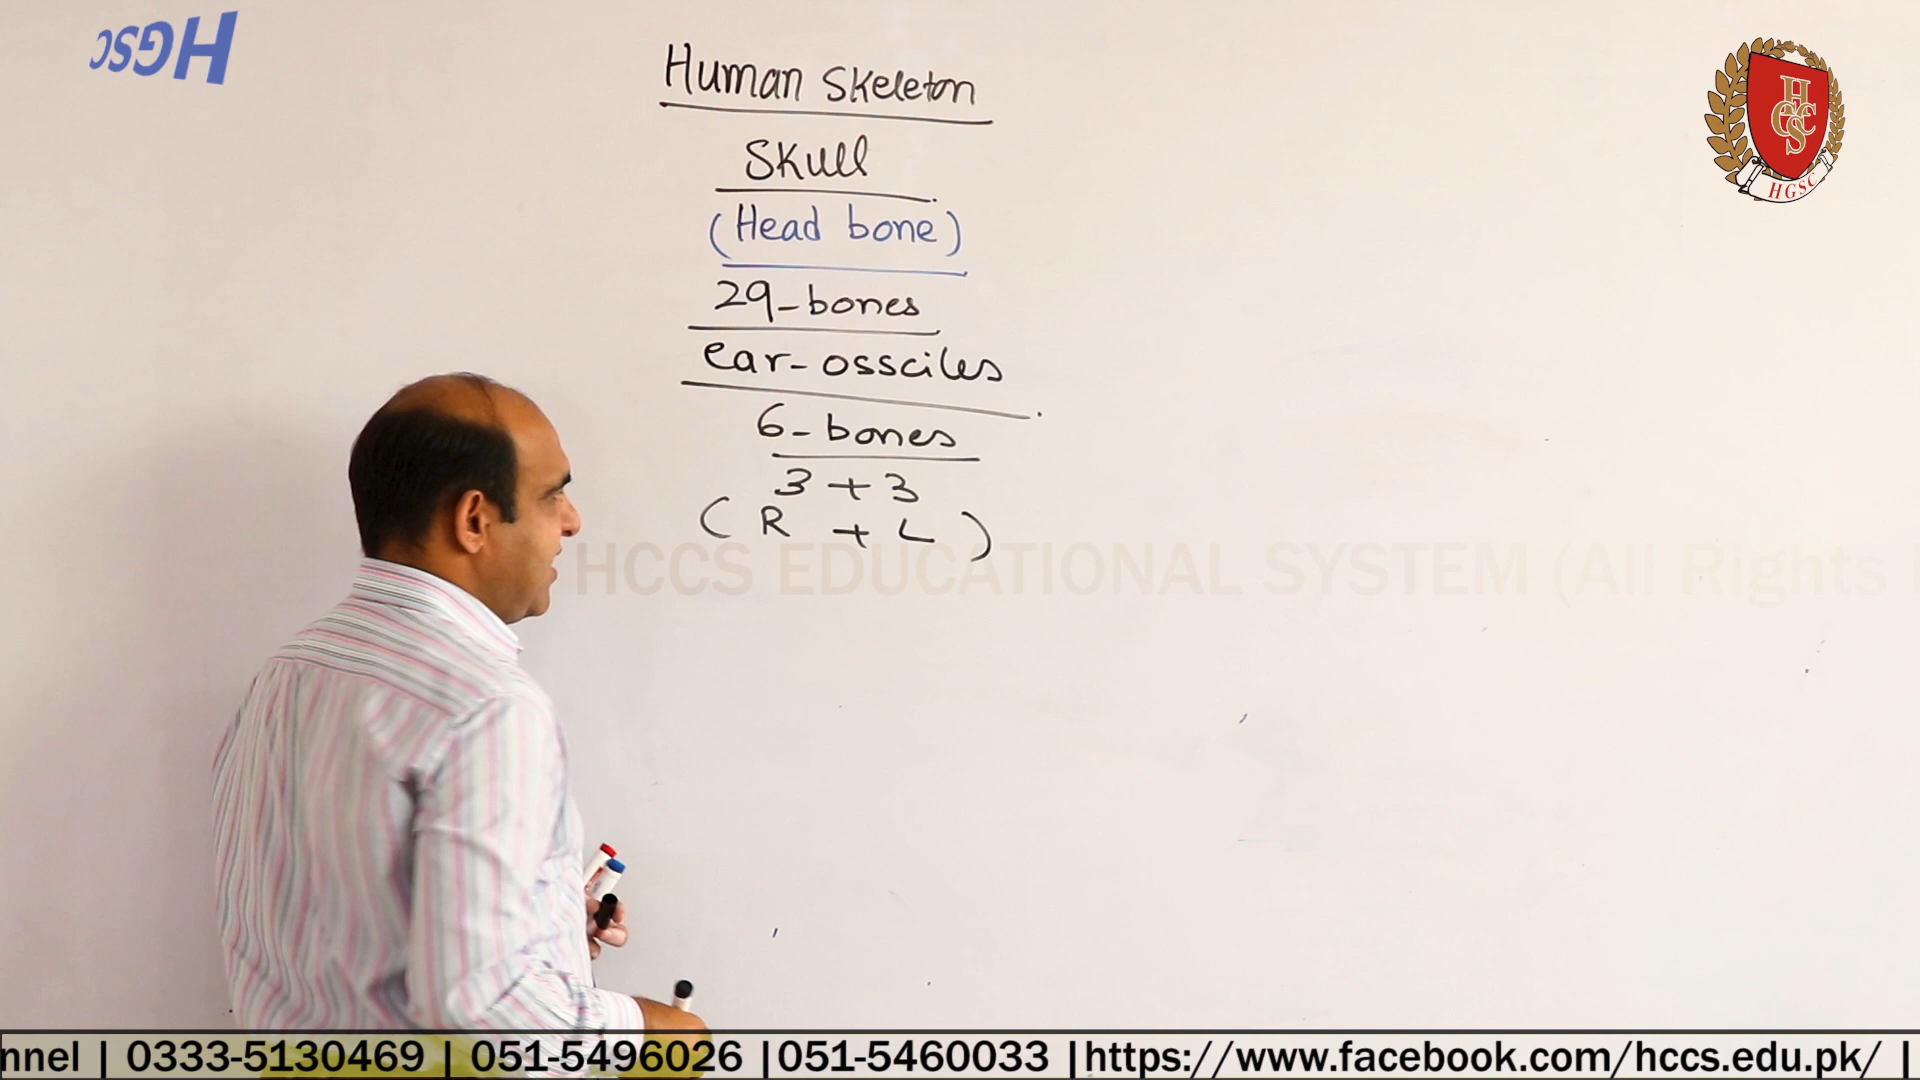 HGSC
Human Skeleton
Skull
(Head bone)
29-bones
ear-ossciles
6-bones
3 + 3
(R + L)
HCCS
HGSC
HCCS EDUCATIONAL SYSTEM (All Rights
nnel | 0333-5130469 | 051-5496026 |051-5460033 |https://www.facebook.com/hccs.edu.pk/ |